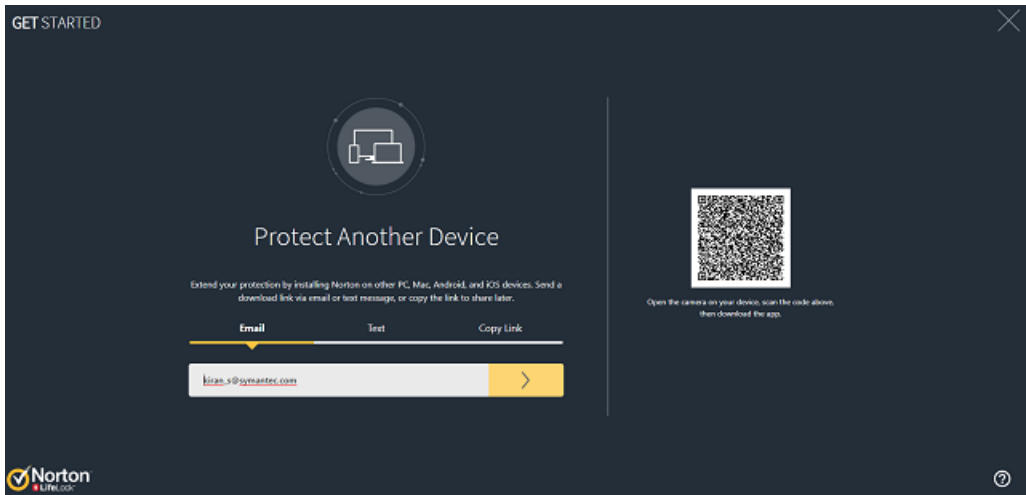 GET STARTED
Protect Another Device
Extend your protection by installing Norton on other PC, Mac, Android, and iOS devices. Send a
download link via email or text message, or copy the link to share later.
Email Text Copy Link
kiran_s@symantec.com
Open the camera on your device, scan the code above,
then download the app.
Norton
LifeLock
?